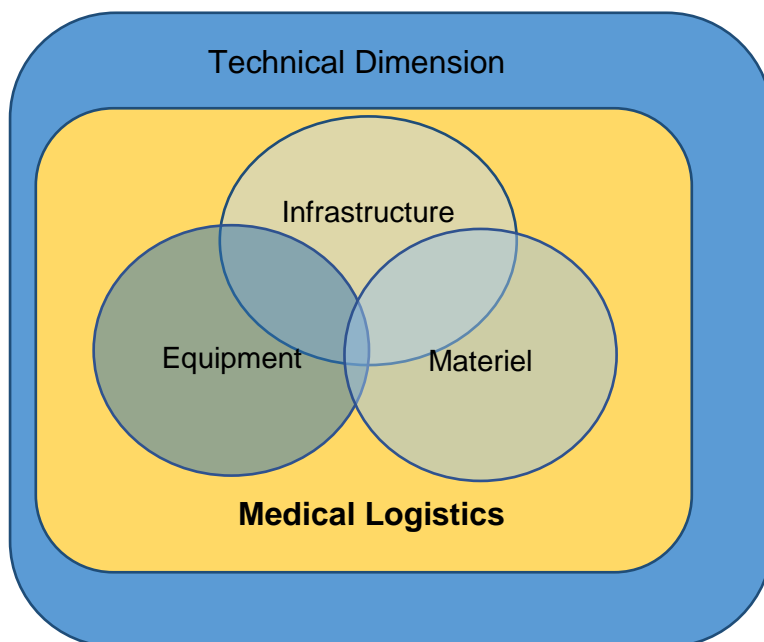 Technical Dimension
Infrastructure
Equipment
Materiel
Medical Logistics